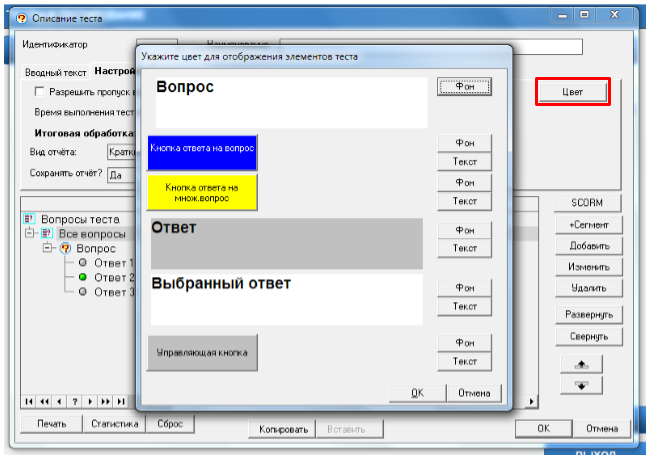 Описание теста
Идентификатор
Укажите цвет для отображения элементов теста
Вводный текст Настрой
Разрешить пропуск в
Время выполнения тест
Итоговая обработка
Вид отчёта: Кратки
Сохранять отчёт? Да
Цвет
Вопрос
Фон
Кнопка ответа на вопрос
Фон
Текст
Кнопка ответа на
множ.вопрос
Фон
Текст
Ответ
Фон
Текст
Выбранный ответ
Фон
Текст
Управляющая кнопка
Фон
Текст
OK Отмена
Вопросы теста
Все вопросы
Вопрос
Ответ 1
Ответ 2
Ответ 3
SCORM
+Сегмент
Добавить
Изменить
Удалить
Развернуть
Свернуть
Печать Статистика Сброс Копировать Вставить OK Отмена